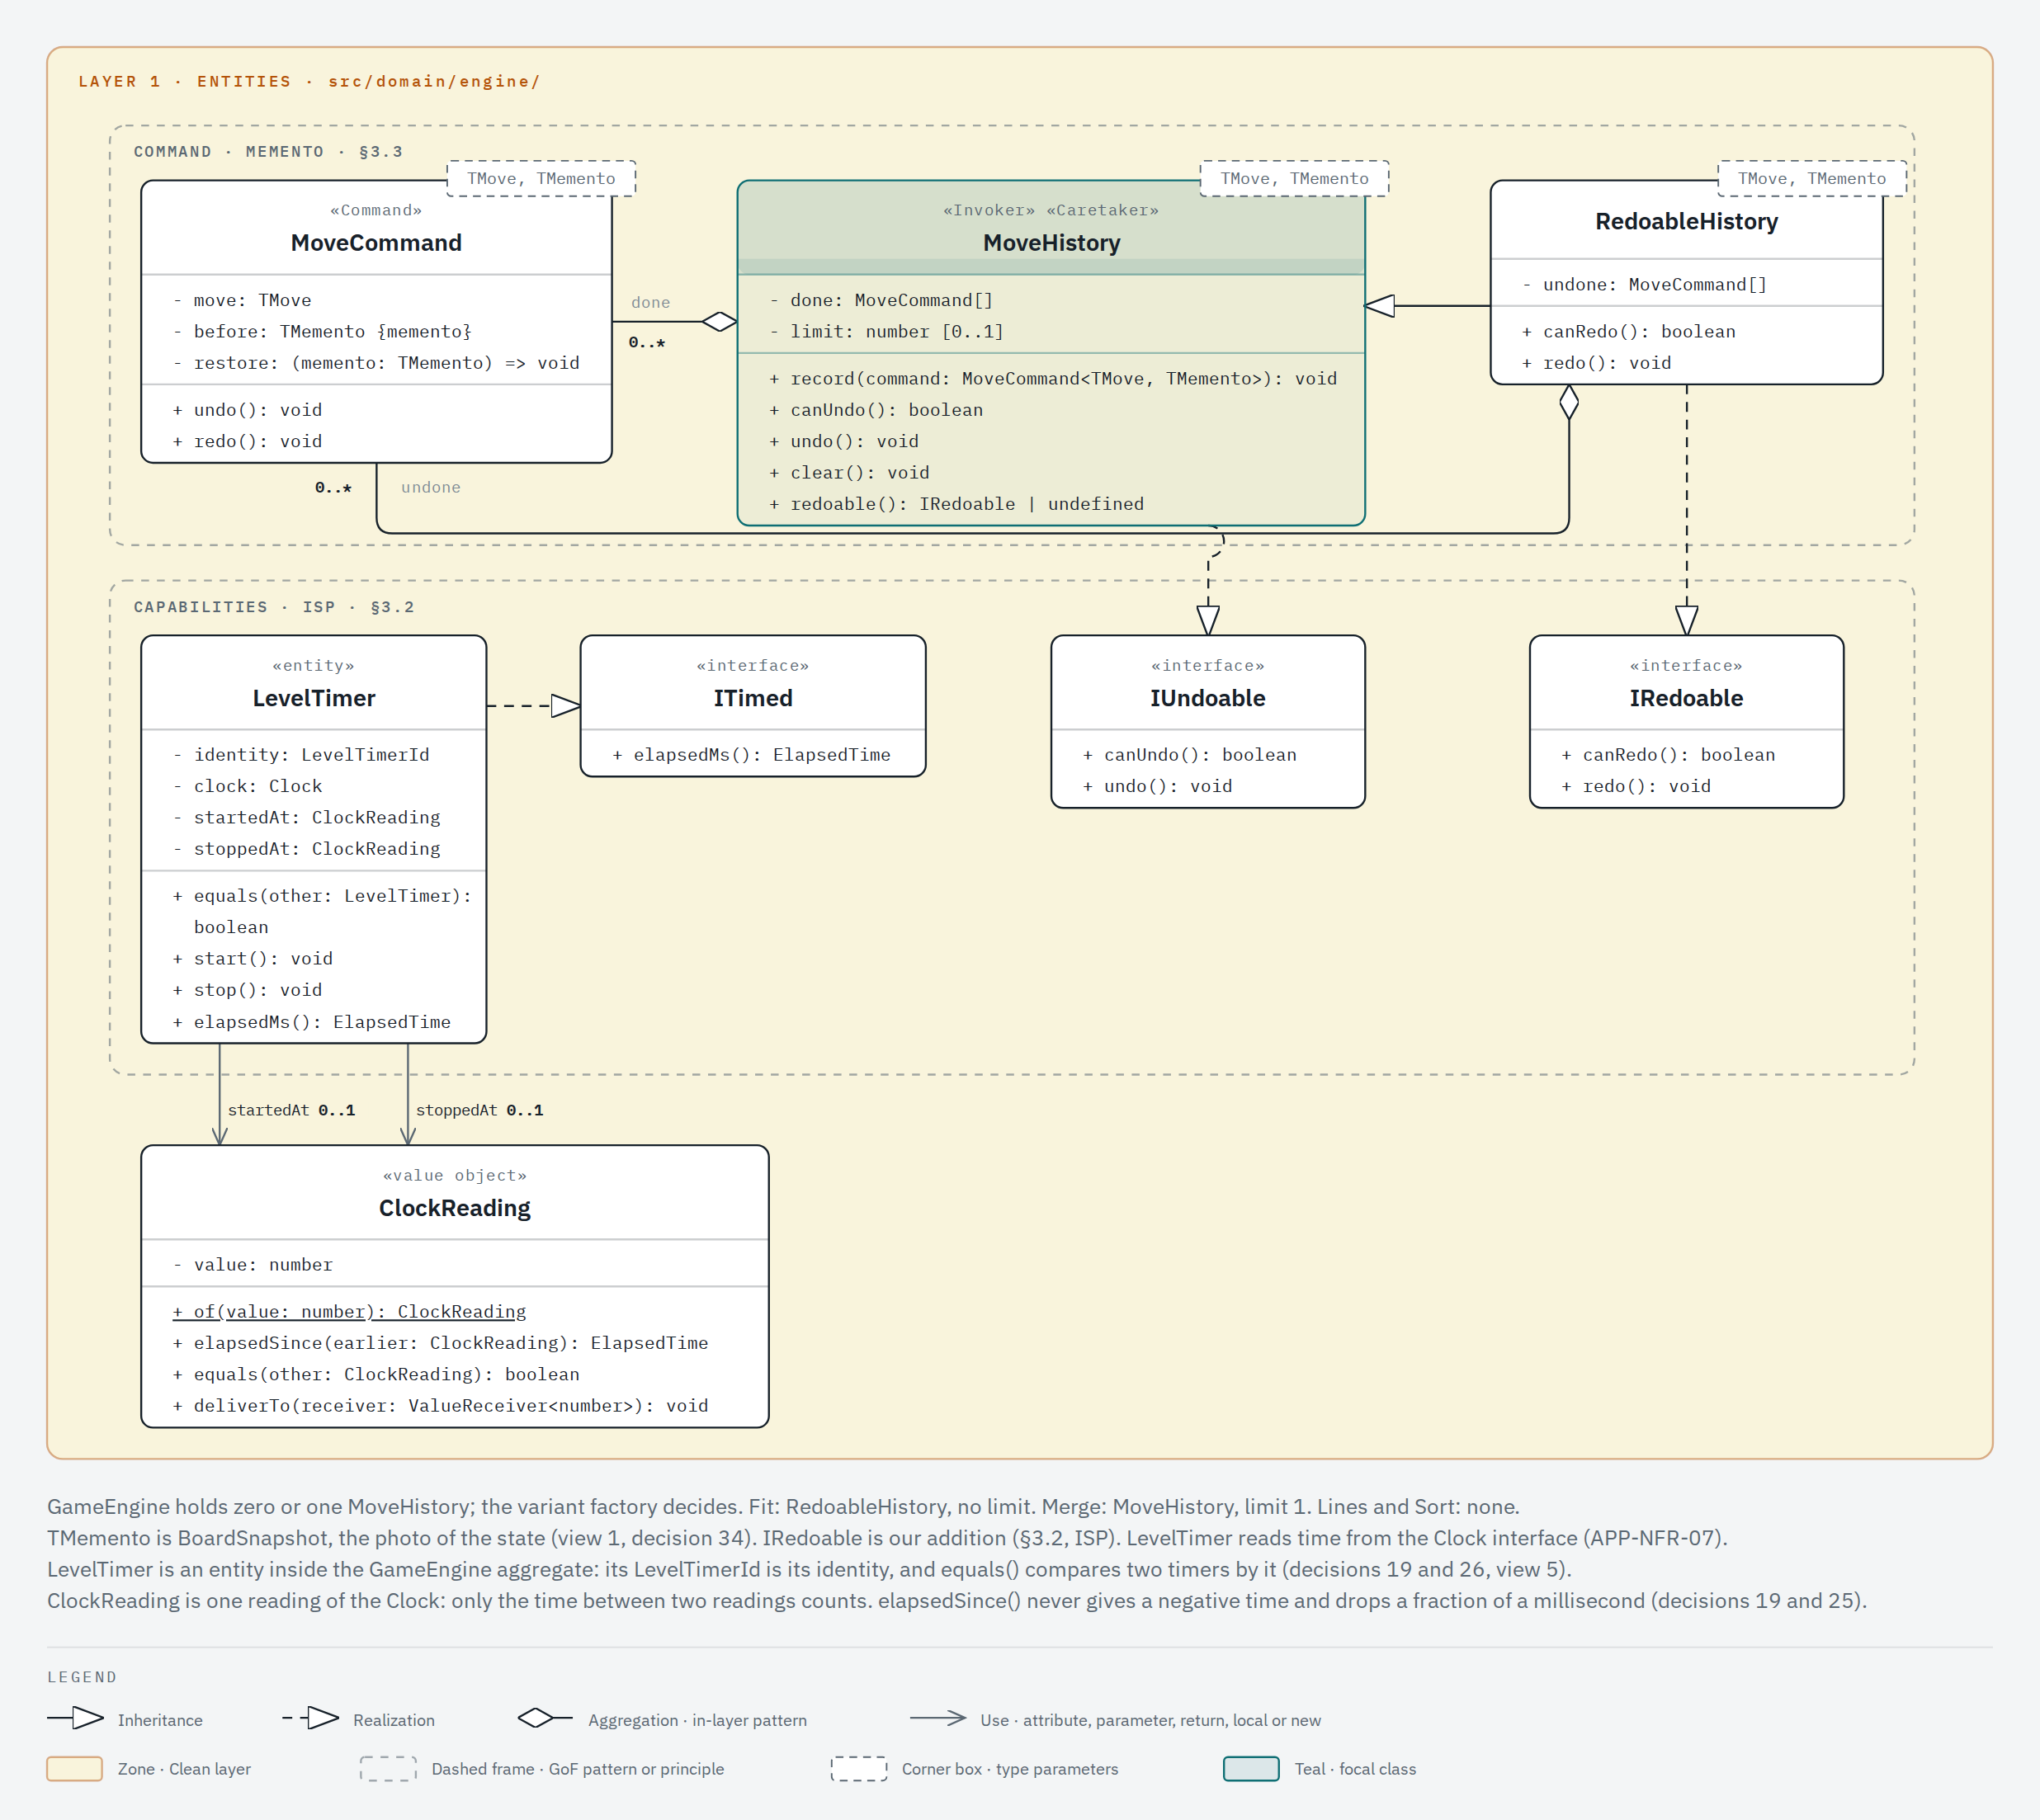 LAYER 1 · ENTITIES · src/domain/engine/
COMMAND · MEMENTO · §3.3
TMove, TMemento
«Command»
MoveCommand
- move: TMove
- before: TMemento {memento}
- restore: (memento: TMemento) => void
+ undo(): void
+ redo(): void
done
0..*
TMove, TMemento
«Invoker» «Caretaker»
MoveHistory
- done: MoveCommand[]
- limit: number [0..1]
+ record(command: MoveCommand<TMove, TMemento>): void
+ canUndo(): boolean
+ undo(): void
+ clear(): void
+ redoable(): IRedoable | undefined
TMove, TMemento
RedoableHistory
- undone: MoveCommand[]
+ canRedo(): boolean
+ redo(): void
0..*
undone
CAPABILITIES · ISP · §3.2
«entity»
LevelTimer
- identity: LevelTimerId
- clock: Clock
- startedAt: ClockReading
- stoppedAt: ClockReading
+ equals(other: LevelTimer):
boolean
+ start(): void
+ stop(): void
+ elapsedMs(): ElapsedTime
«interface»
ITimed
+ elapsedMs(): ElapsedTime
«interface»
IUndoable
+ canUndo(): boolean
+ undo(): void
«interface»
IRedoable
+ canRedo(): boolean
+ redo(): void
startedAt 0..1
stoppedAt 0..1
«value object»
ClockReading
- value: number
+ of(value: number): ClockReading
+ elapsedSince(earlier: ClockReading): ElapsedTime
+ equals(other: ClockReading): boolean
+ deliverTo(receiver: ValueReceiver<number>): void
GameEngine holds zero or one MoveHistory; the variant factory decides. Fit: RedoableHistory, no limit. Merge: MoveHistory, limit 1. Lines and Sort: none.
TMemento is BoardSnapshot, the photo of the state (view 1, decision 34). IRedoable is our addition (§3.2, ISP). LevelTimer reads time from the Clock interface (APP-NFR-07).
LevelTimer is an entity inside the GameEngine aggregate: its LevelTimerId is its identity, and equals() compares two timers by it (decisions 19 and 26, view 5).
ClockReading is one reading of the Clock: only the time between two readings counts. elapsedSince() never gives a negative time and drops a fraction of a millisecond (decisions 19 and 25).
LEGEND
Inheritance
Realization
Aggregation · in-layer pattern
Use · attribute, parameter, return, local or new
Zone · Clean layer
Dashed frame · GoF pattern or principle
Corner box · type parameters
Teal · focal class